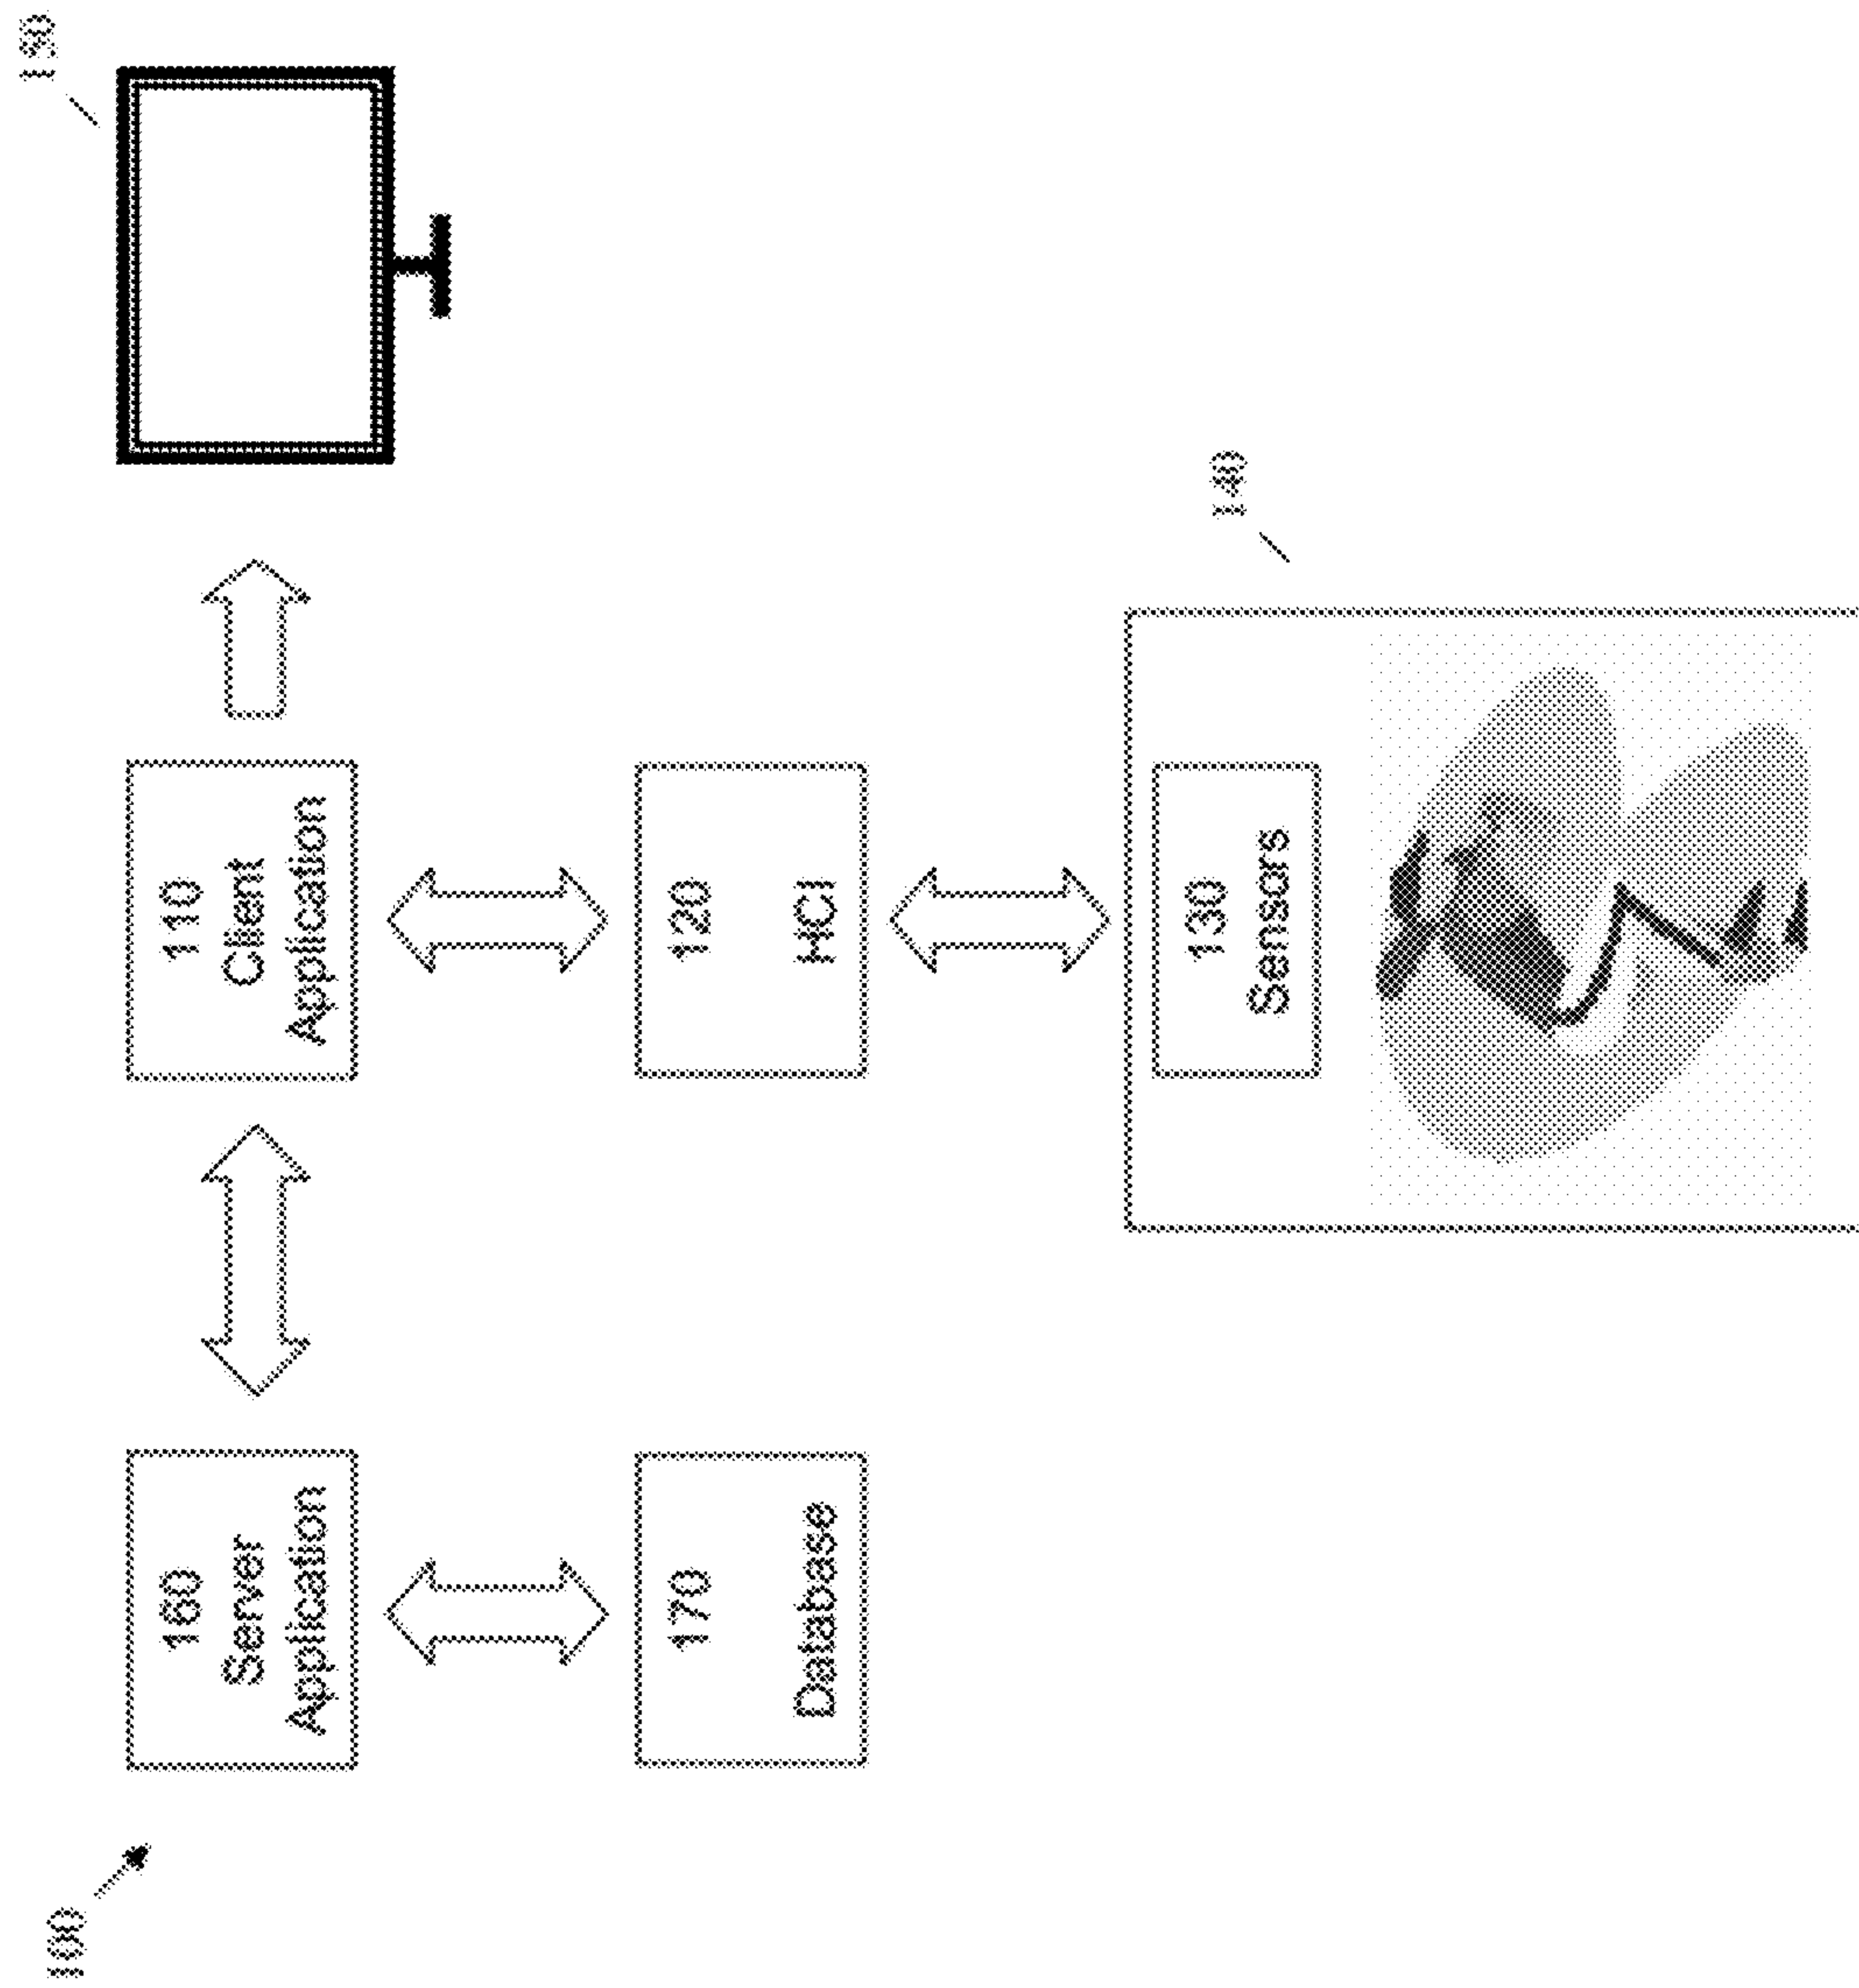 100
150
160
Server
Application
110
Client
Application
170
Database
120
HCI
140
130
Sensors